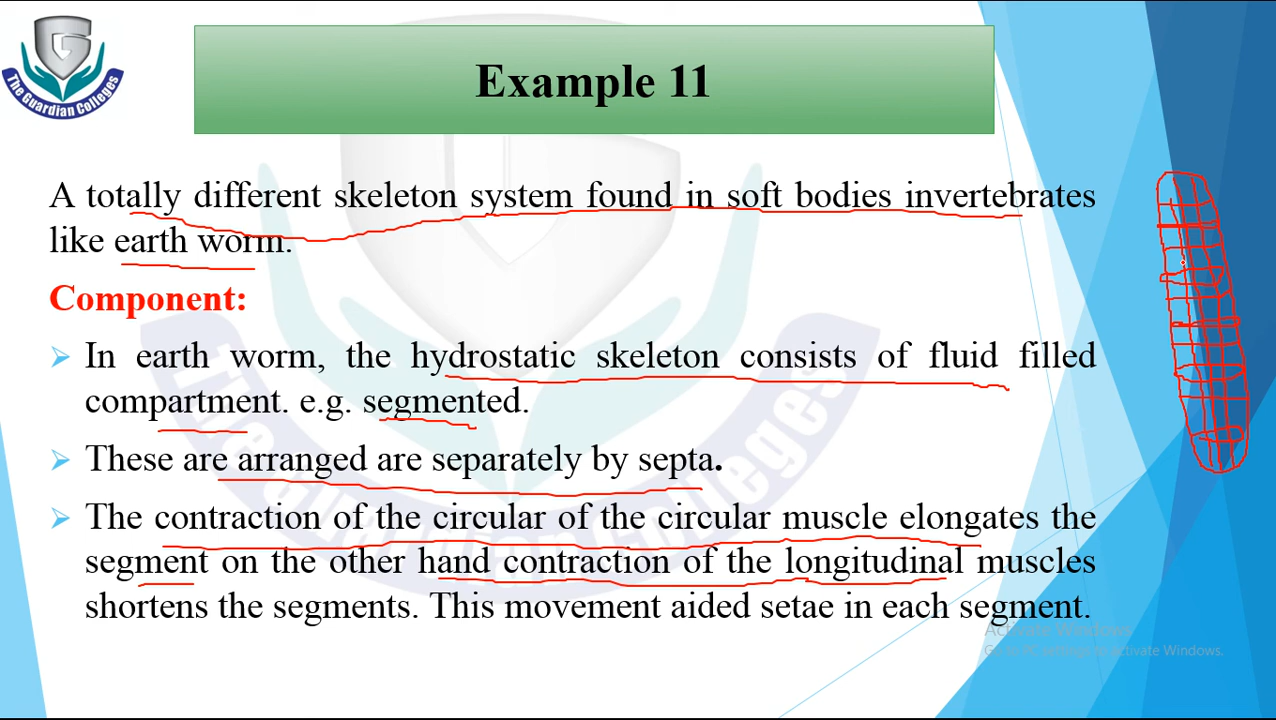 The Guardian Colleges
Example 11
A totally different skeleton system found in soft bodies invertebrates
like earth worm.
Component:
In earth worm, the hydrostatic skeleton consists of fluid filled
compartment. e.g. segmented.
These are arranged are separately by septa.
The contraction of the circular of the circular muscle elongates the
segment on the other hand contraction of the longitudinal muscles
shortens the segments. This movement aided setae in each segment.
Activate Windows
Go to PC settings to activate Windows.
The Guardian Colleges